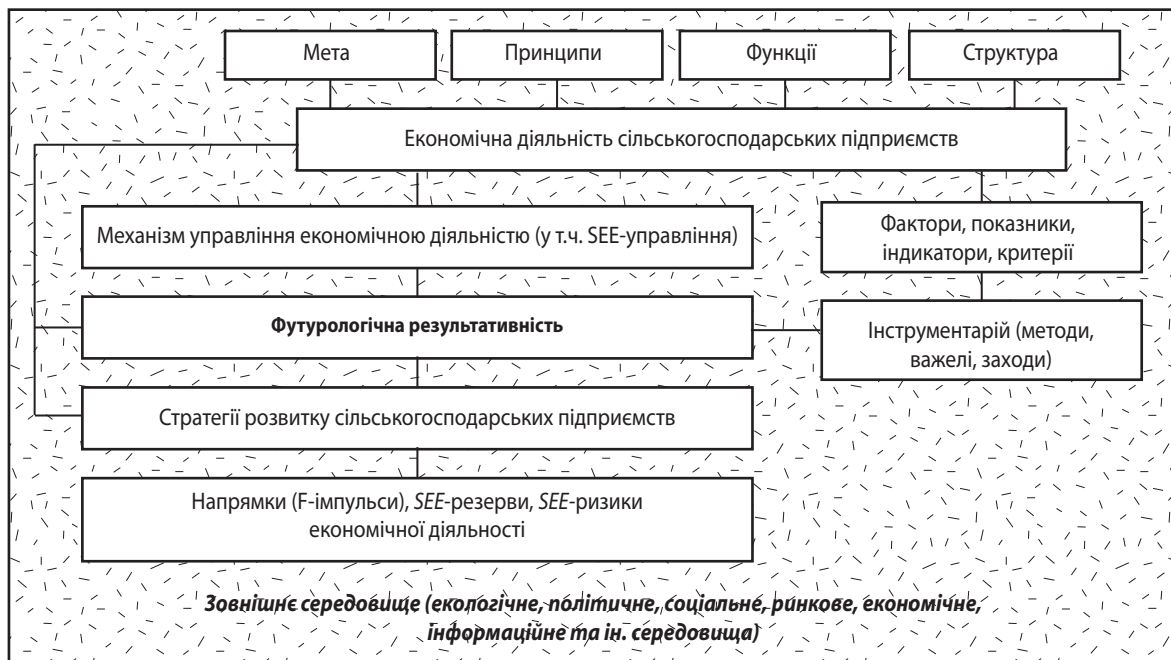 Мета
Принципи
Функції
Структура
Економічна діяльність сільськогосподарських підприємств
Механізм управління економічною діяльністю (у т.ч. SEE-управління)
Фактори, показники,
індикатори, критерії
Футурологічна результативність
Інструментарій (методи,
важелі, заходи)
Стратегії розвитку сільськогосподарських підприємств
Напрямки (F-імпульси), SEE-резерви, SEE-ризики
економічної діяльності
Зовнішнє середовище (екологічне, політичне, соціальне, ринкове, економічне,
інформаційне та ін. середовища)